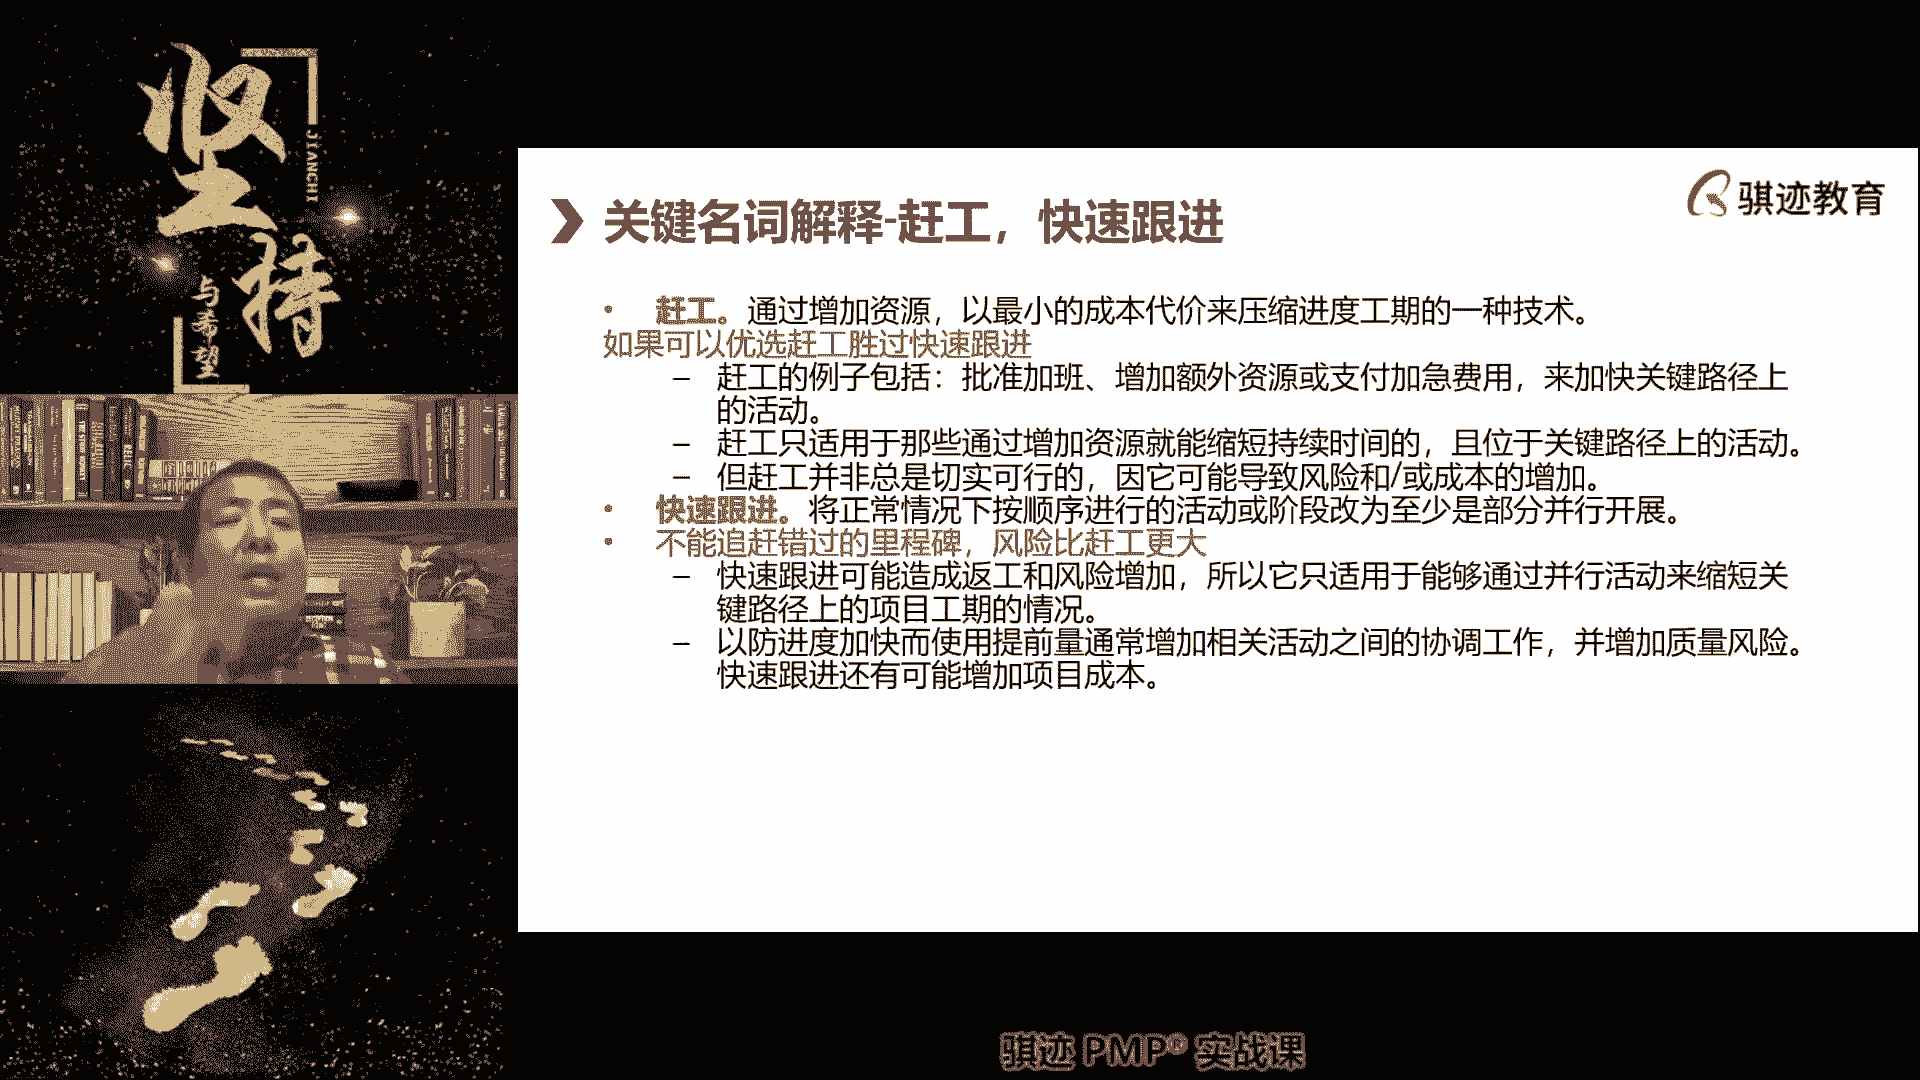 坚持
JIANCHI
与希望
骐迹教育
关键名词解释-赶工，快速跟进
• 赶工。通过增加资源，以最小的成本代价来压缩进度工期的一种技术。
如果可以优选赶工胜过快速跟进
– 赶工的例子包括：批准加班、增加额外资源或支付加急费用，来加快关键路径上
的活动。
– 赶工只适用于那些通过增加资源就能缩短持续时间的，且位于关键路径上的活动。
– 但赶工并非总是切实可行的，因它可能导致风险和/或成本的增加。
• 快速跟进。将正常情况下按顺序进行的活动或阶段改为至少是部分并行开展。
• 不能追赶错过的里程碑，风险比赶工更大
– 快速跟进可能造成返工和风险增加，所以它只适用于能够通过并行活动来缩短关
键路径上的项目工期的情况。
– 以防进度加快而使用提前量通常增加相关活动之间的协调工作，并增加质量风险。
快速跟进还有可能增加项目成本。
骐迹 PMP® 实战课